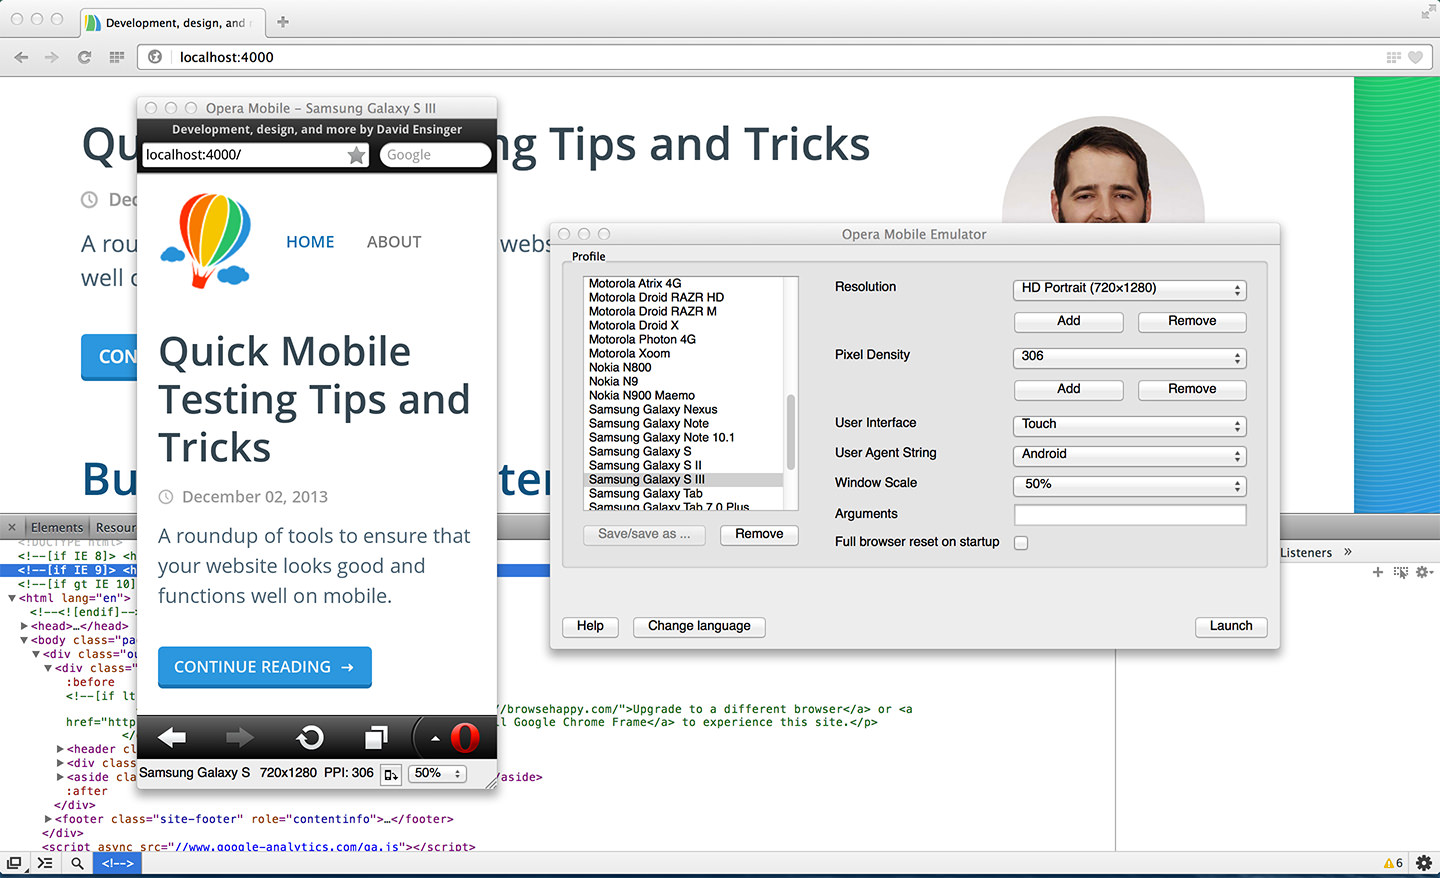 Development, design, and
localhost:4000
Opera Mobile – Samsung Galaxy S III
Development, design, and more by David Ensinger
localhost:4000/
Google
HOME
ABOUT
Quick Mobile
Testing Tips and
Tricks
December 02, 2013
A roundup of tools to ensure that
your website looks good and
functions well on mobile.
CONTINUE READING →
Samsung Galaxy S 720x1280 PPI: 306 50%
Qu ng Tips and Tricks
Dec
A rou webs
well
CON
Bu ter
Opera Mobile Emulator
Profile
Motorola Atrix 4G
Motorola Droid RAZR HD
Motorola Droid RAZR M
Motorola Droid X
Motorola Photon 4G
Motorola Xoom
Nokia N800
Nokia N9
Nokia N900 Maemo
Samsung Galaxy Nexus
Samsung Galaxy Note
Samsung Galaxy Note 10.1
Samsung Galaxy S
Samsung Galaxy S II
Samsung Galaxy S III
Samsung Galaxy Tab
Samsung Galaxy Tab 7.0 Plus
Save/save as ...
Remove
Resolution
HD Portrait (720×1280)
Add
Remove
Pixel Density
306
Add
Remove
User Interface
Touch
User Agent String
Android
Window Scale
50%
Arguments
Full browser reset on startup
Help
Change language
Launch
× Elements Resour
Listeners »
<!DOCTYPE html>
<!--[if IE 8]> <h
<!--[if IE 9]> <h
<!--[if gt IE 10]
<html lang="en">
<!--<![endif]-->
<head>…</head>
<body class="pa
<div class="ou
<div class="
:before
<!--[if lt
//browsehappy.com/">Upgrade to a different browser</a> or <a
href="http l Google Chrome Frame</a> to experience this site.</p>
</
<header cl
<div class
<aside cla /aside>
:after
</div>
<footer class="site-footer" role="contentinfo">…</footer>
</div>
<script async src="//www.google-analytics.com/ga.js"></script>
<!-->
6